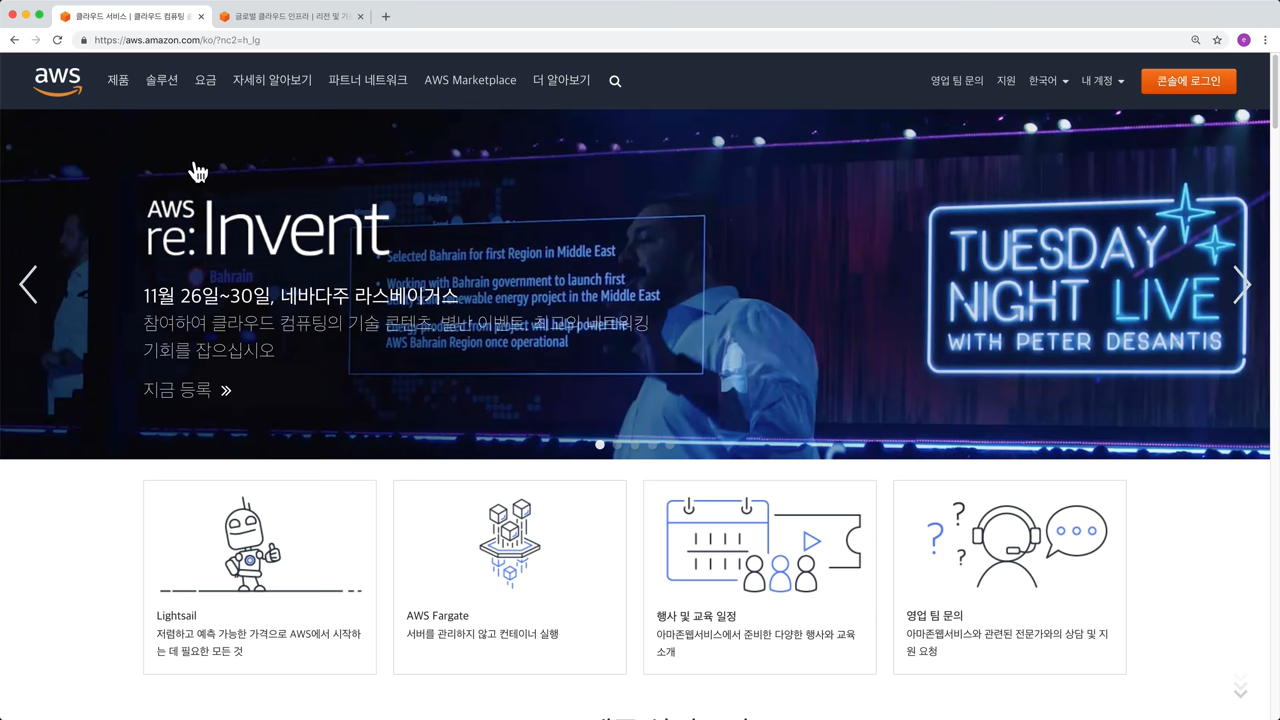 클라우드 서비스 | 클라우드 컴퓨팅
글로벌 클라우드 인프라 | 리전 및 가
https://aws.amazon.com/ko/?nc2=h_lg
e
aws
제품
솔루션
요금
자세히 알아보기
파트너 네트워크
AWS Marketplace
더 알아보기
영업 팀 문의
지원
한국어
내 계정
콘솔에 로그인
AWS
re:Invent
Bahrain
Selected Bahrain for first Region in Middle East
Working with Bahrain government to launch first
renewable energy project in the Middle East
project will help power the
AWS Bahrain Region once operational
11월 26일~30일, 네바다주 라스베이거스
참여하여 클라우드 컴퓨팅의 기술 콘텐츠, 별난 이벤트, 최고의 네트워킹
기회를 잡으십시오
지금 등록 »
TUESDAY
NIGHT LIVE
WITH PETER DESANTIS
Lightsail
저렴하고 예측 가능한 가격으로 AWS에서 시작하
는 데 필요한 모든 것
AWS Fargate
서버를 관리하지 않고 컨테이너 실행
행사 및 교육 일정
아마존웹서비스에서 준비한 다양한 행사와 교육
소개
영업 팀 문의
아마존웹서비스와 관련된 전문가와의 상담 및 지
원 요청